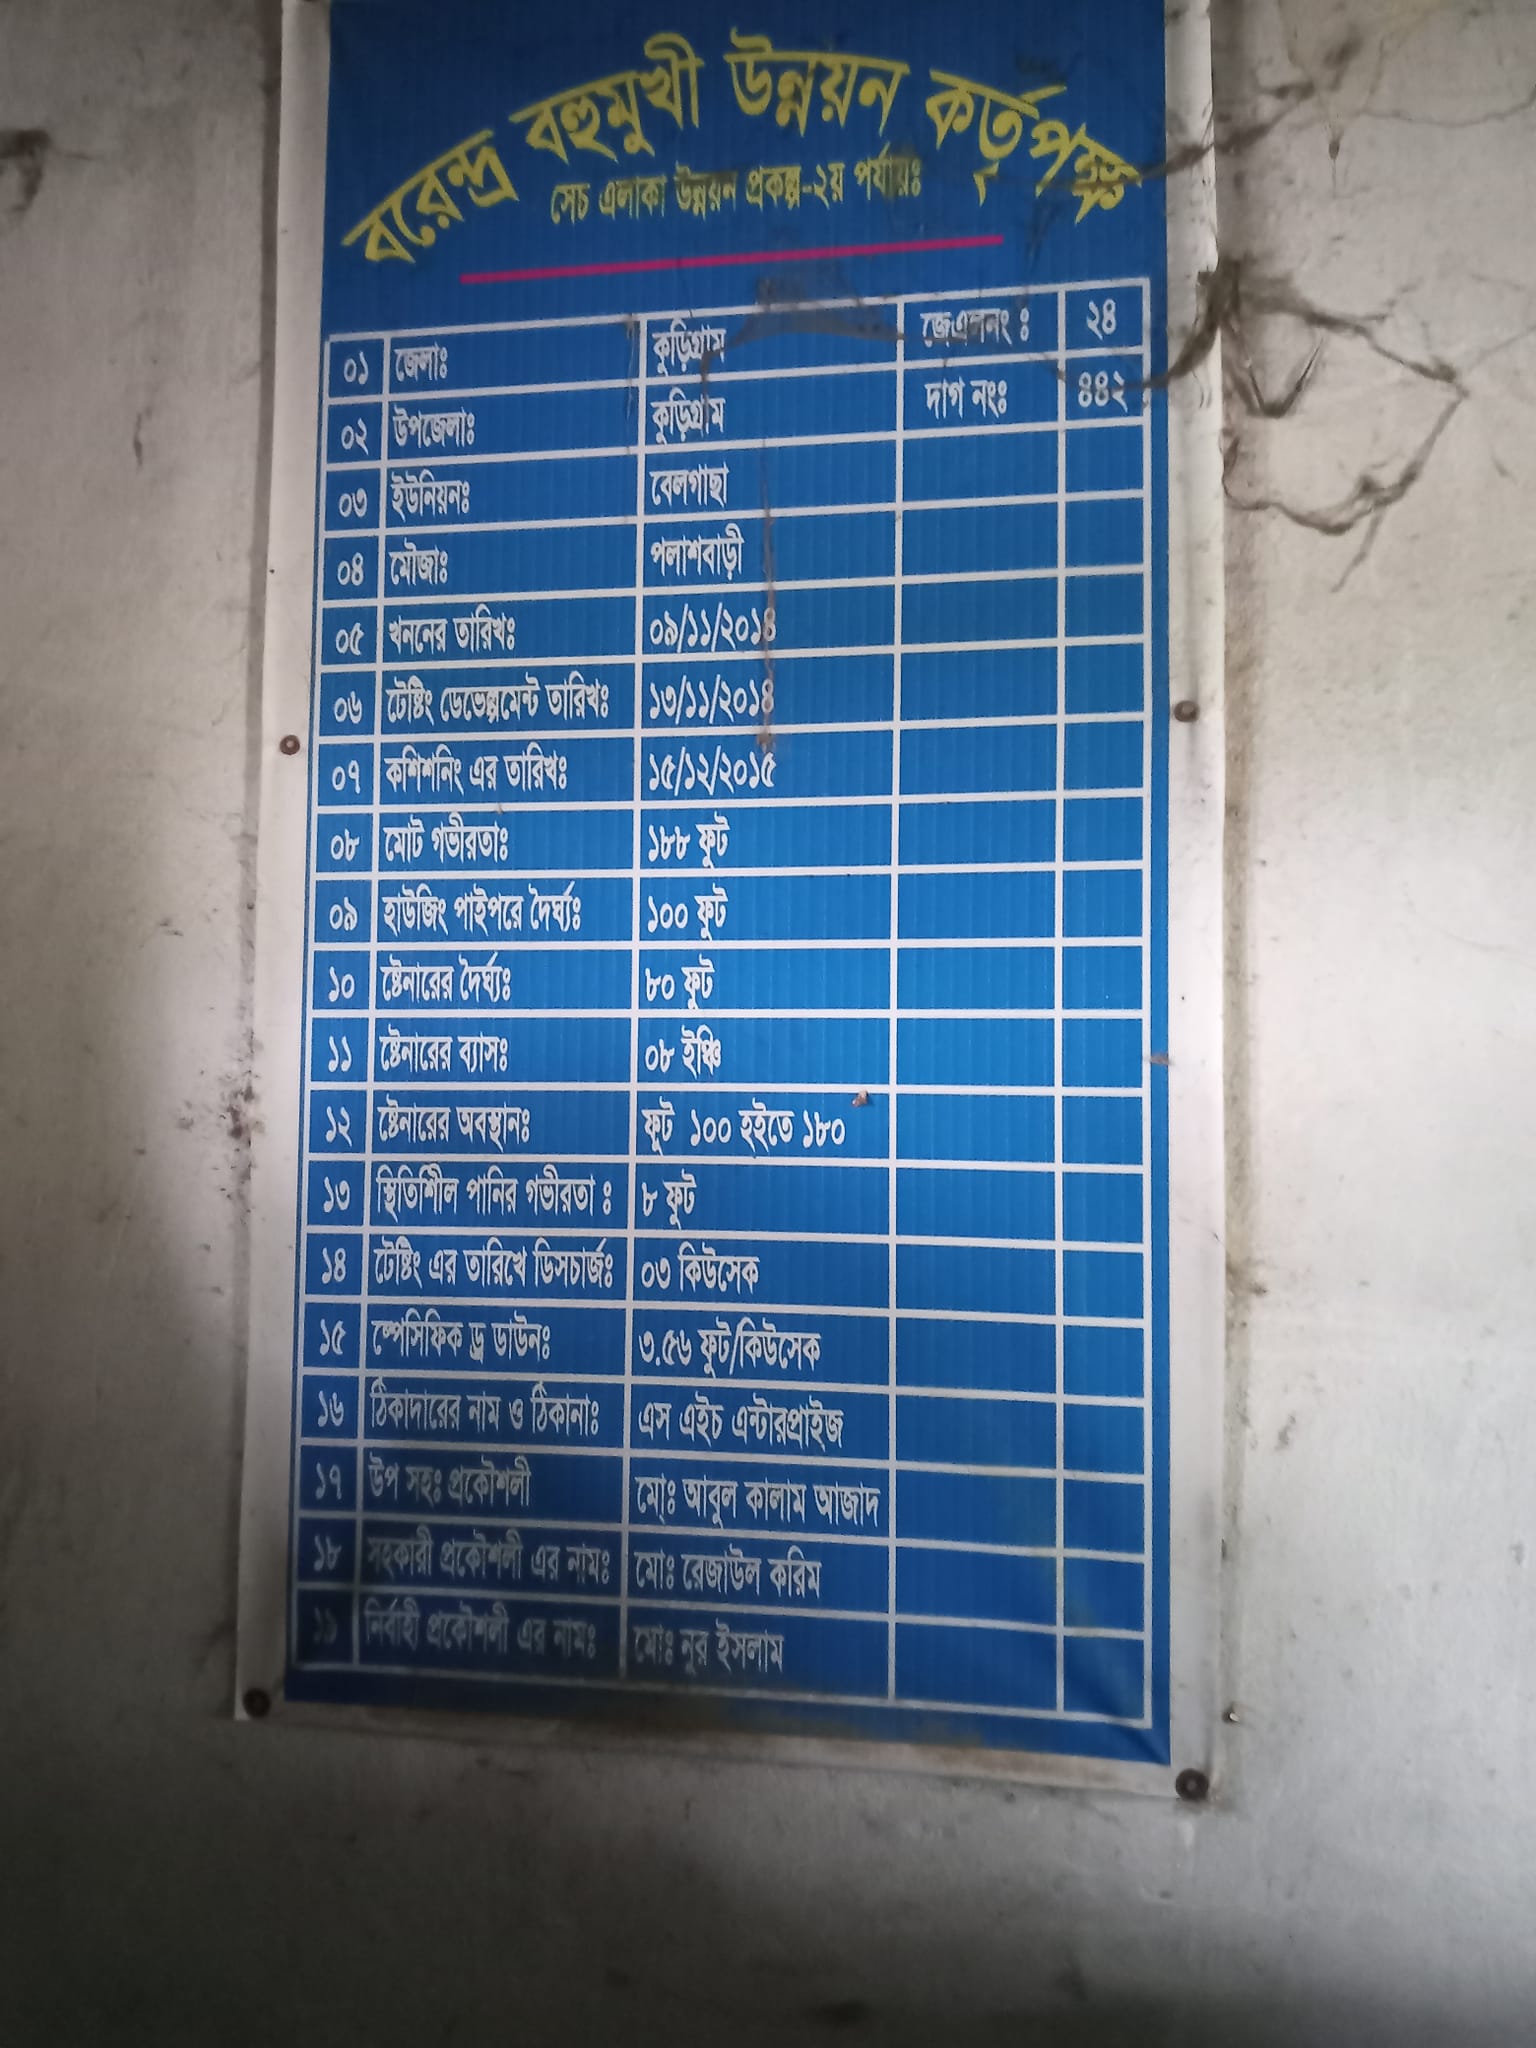 বরেন্দ্র বহুমুখী উন্নয়ন কর্তৃপক্ষ
সেচ এলাকা উন্নয়ন প্রকল্প-২য় পর্যায়ঃ
০১ জেলাঃ কুড়িগ্রাম জেএলনং ঃ ২৪
০২ উপজেলাঃ কুড়িগ্রাম দাগ নংঃ ৪৪২
০৩ ইউনিয়নঃ বেলগাছা
০৪ মৌজাঃ পলাশবাড়ী
০৫ খননের তারিখঃ ০৯/১১/২০১৪
০৬ টেষ্টিং ডেভেল্পমেন্ট তারিখঃ ১৩/১১/২০১৪
০৭ কশিশনিং এর তারিখঃ ১৫/১২/২০১৫
০৮ মোট গভীরতাঃ ১৮৮ ফুট
০৯ হাউজিং পাইপরে দৈর্ঘ্যঃ ১০০ ফুট
১০ ষ্টেনারের দৈর্ঘ্যঃ ৮০ ফুট
১১ ষ্টেনারের ব্যাসঃ ০৮ ইঞ্চি
১২ ষ্টেনারের অবস্থানঃ ফুট ১০০ হইতে ১৮০
১৩ স্থিতিশীল পানির গভীরতা ঃ ৮ ফুট
১৪ টেষ্টিং এর তারিখে ডিসচার্জঃ ০৩ কিউসেক
১৫ স্পেসিফিক ড্র ডাউনঃ ৩.৫৬ ফুট/কিউসেক
১৬ ঠিকাদারের নাম ও ঠিকানাঃ এস এইচ এন্টারপ্রাইজ
১৭ উপ সহঃ প্রকৌশলী মোঃ আবুল কালাম আজাদ
১৮ সহকারী প্রকৌশলী এর নামঃ মোঃ রেজাউল করিম
১৯ নির্বাহী প্রকৌশলী এর নামঃ মোঃ নুর ইসলাম